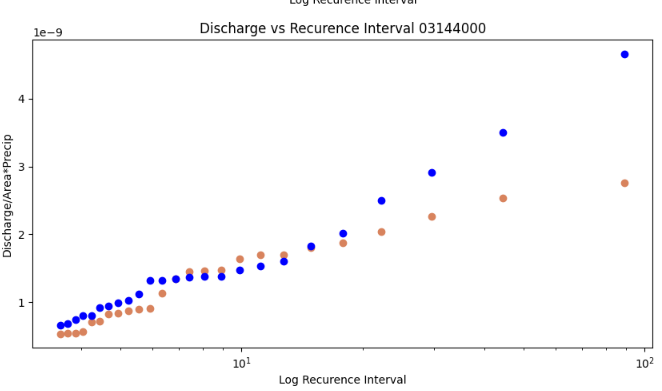 Log Recurence Interval
Discharge vs Recurence Interval 03144000
1e−9
4
3
2
1
Discharge/Area*Precip
10¹
10²
Log Recurence Interval